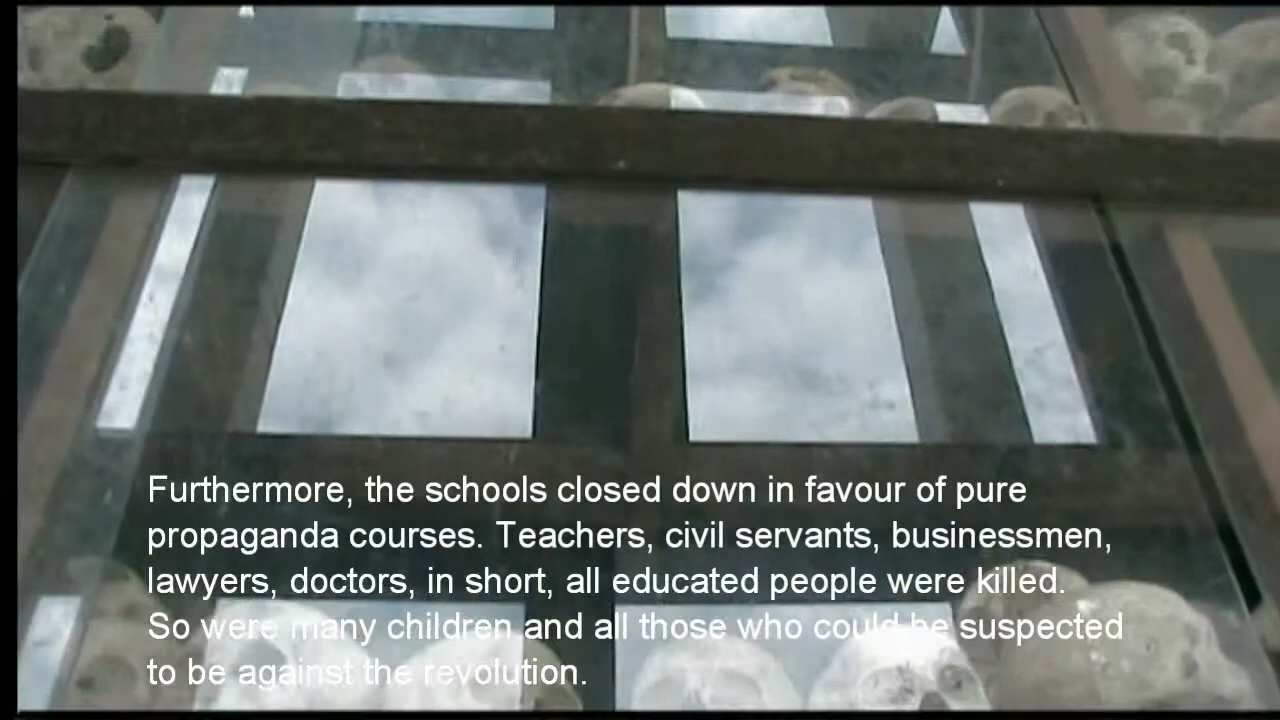 Furthermore, the schools closed down in favour of pure
propaganda courses. Teachers, civil servants, businessmen,
lawyers, doctors, in short, all educated people were killed.
So were many children and all those who could be suspected
to be against the revolution.